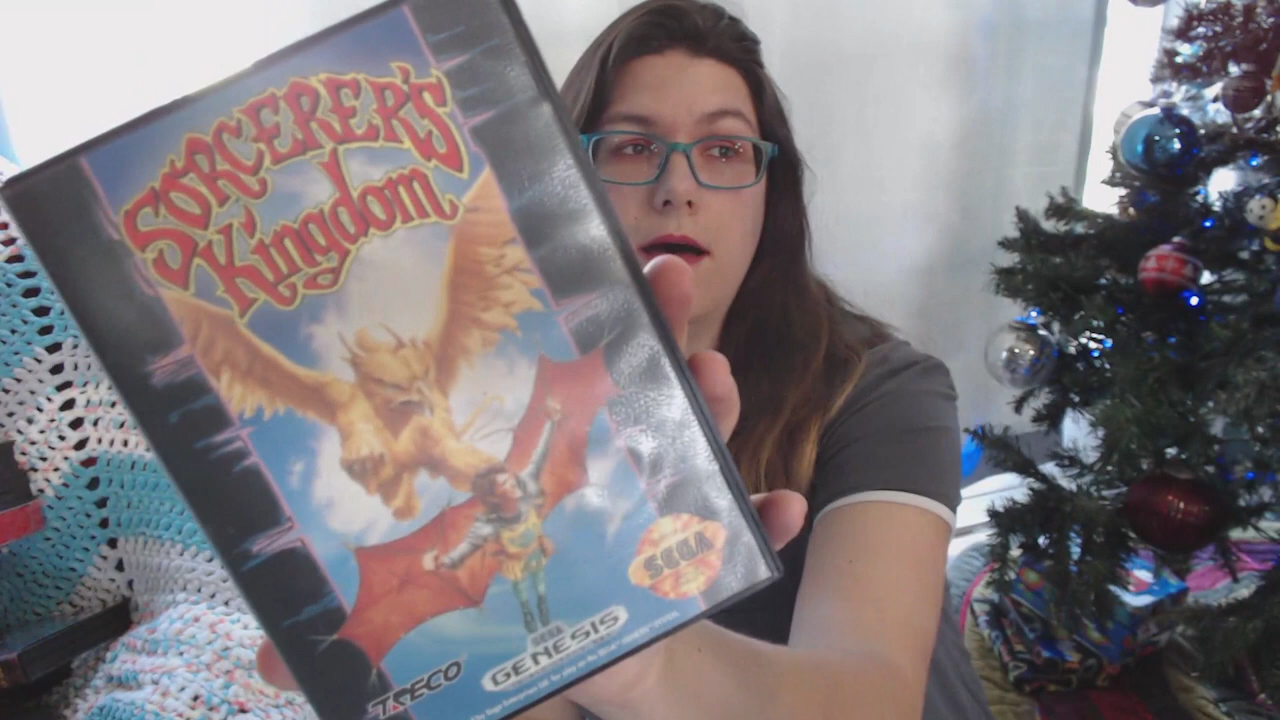 SORCERER'S
Kingdom
SEGA
SEGA
GENESIS
TRECO